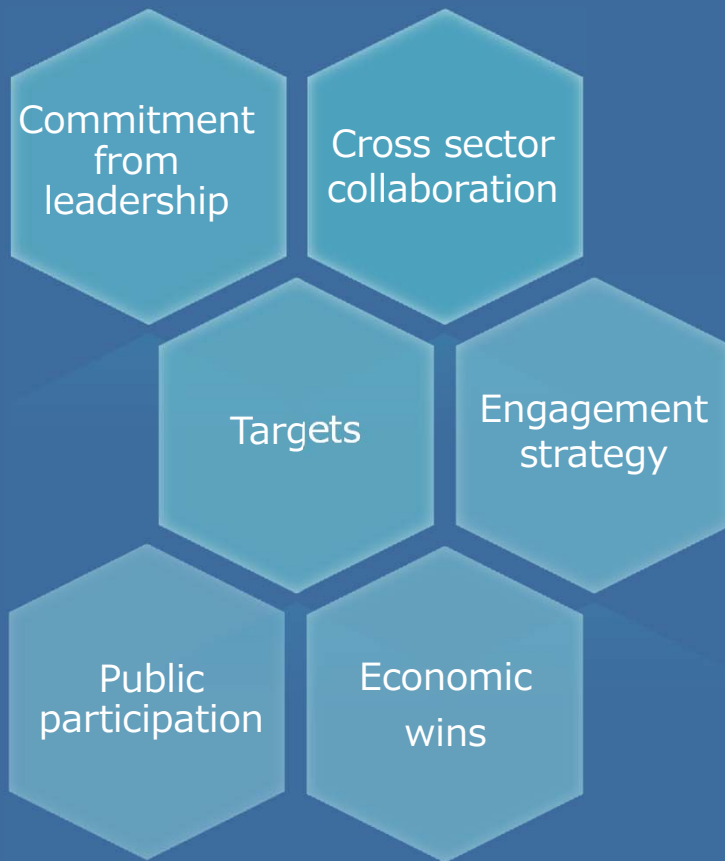 Commitment
from
leadership
Cross sector
collaboration
Targets
Engagement
strategy
Public
participation
Economic
wins